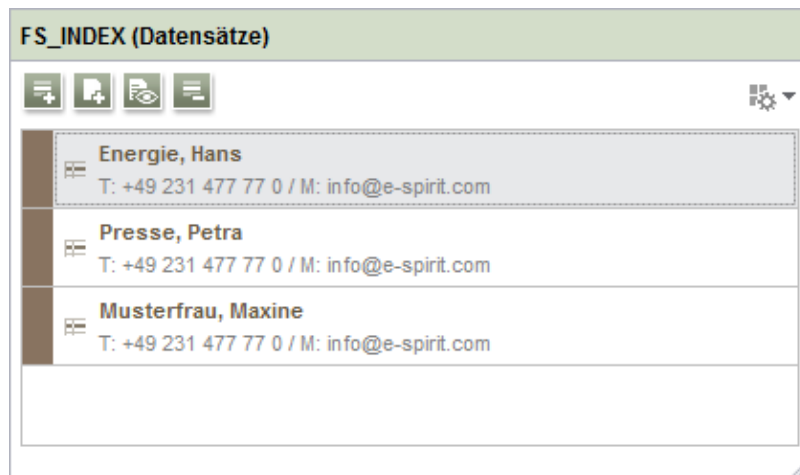 FS_INDEX (Datensätze)
Energie, Hans
T: +49 231 477 77 0 / M: info@e-spirit.com
Presse, Petra
T: +49 231 477 77 0 / M: info@e-spirit.com
Musterfrau, Maxine
T: +49 231 477 77 0 / M: info@e-spirit.com